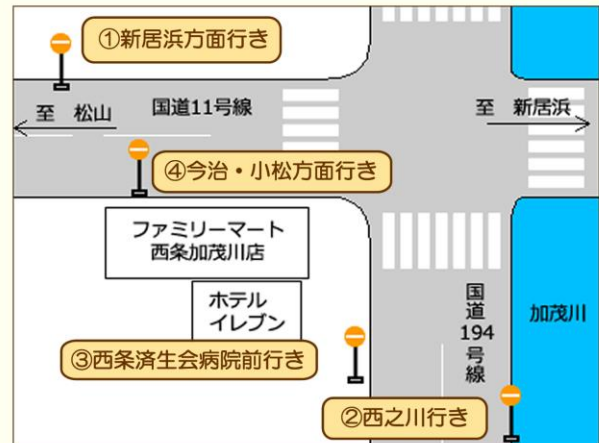 ①新居浜方面行き
至 松山
国道11号線
至 新居浜
④今治・小松方面行き
ファミリーマート
西条加茂川店
ホテル
イレブン
国道194号線
加茂川
③西条済生会病院前行き
②西之川行き